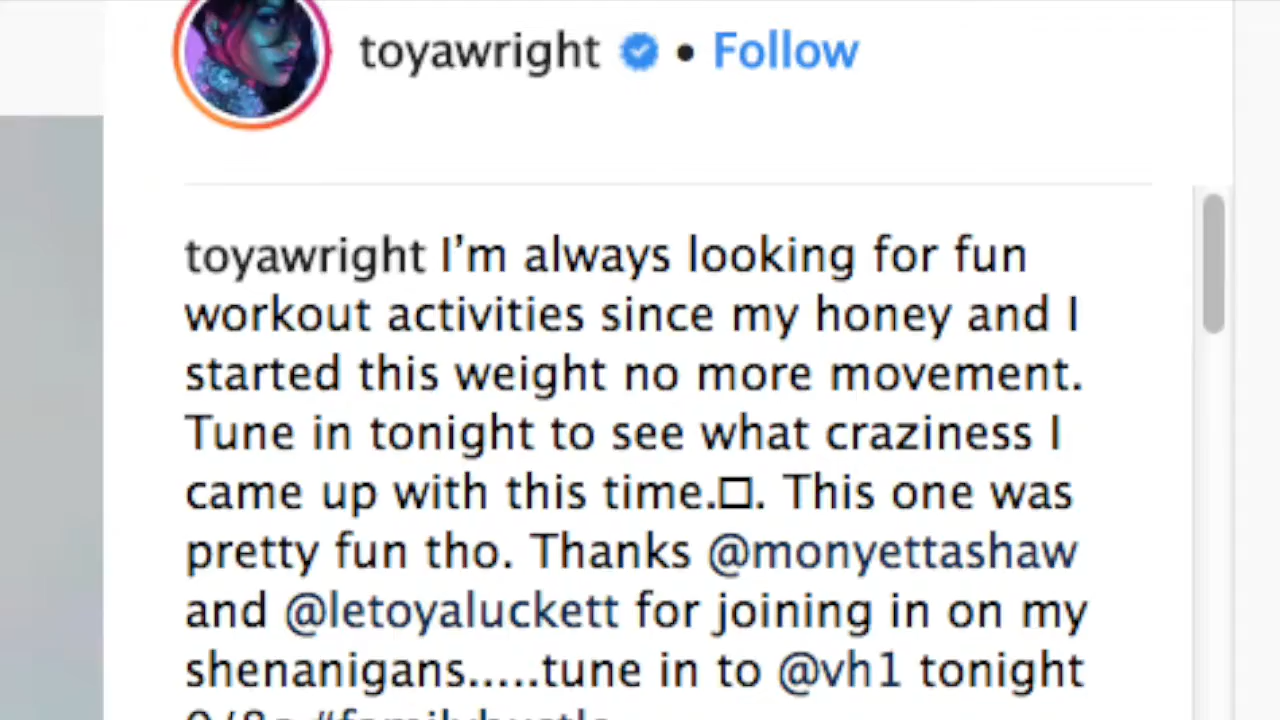 toyawright • Follow
toyawright I’m always looking for fun
workout activities since my honey and I
started this weight no more movement.
Tune in tonight to see what craziness I
came up with this time.□. This one was
pretty fun tho. Thanks @monyettashaw
and @letoyaluckett for joining in on my
shenanigans.....tune in to @vh1 tonight